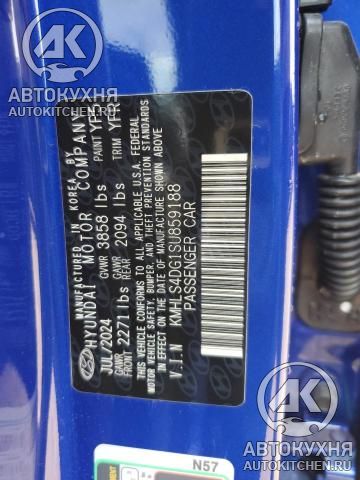 MANUFACTURED IN KOREA BY
HYUNDAI MOTOR COMPANY
JUL/2024 GVWR 3858 lbs PAINT YFR
GAWR FRONT 2271 lbs GAWR REAR 2094 lbs TRIM YFR
THIS VEHICLE CONFORMS TO ALL APPLICABLE U.S.A. FEDERAL
MOTOR VEHICLE SAFETY, BUMPER, AND THEFT PREVENTION STANDARDS
IN EFFECT ON THE DATE OF MANUFACTURE SHOWN ABOVE.
V.I.N KMHLS4DG1SU859188
PASSENGER CAR
N57
АВТОКУХНЯ
AUTOKITCHEN.RU
АВТОКУХНЯ
AUTOKITCHEN.RU